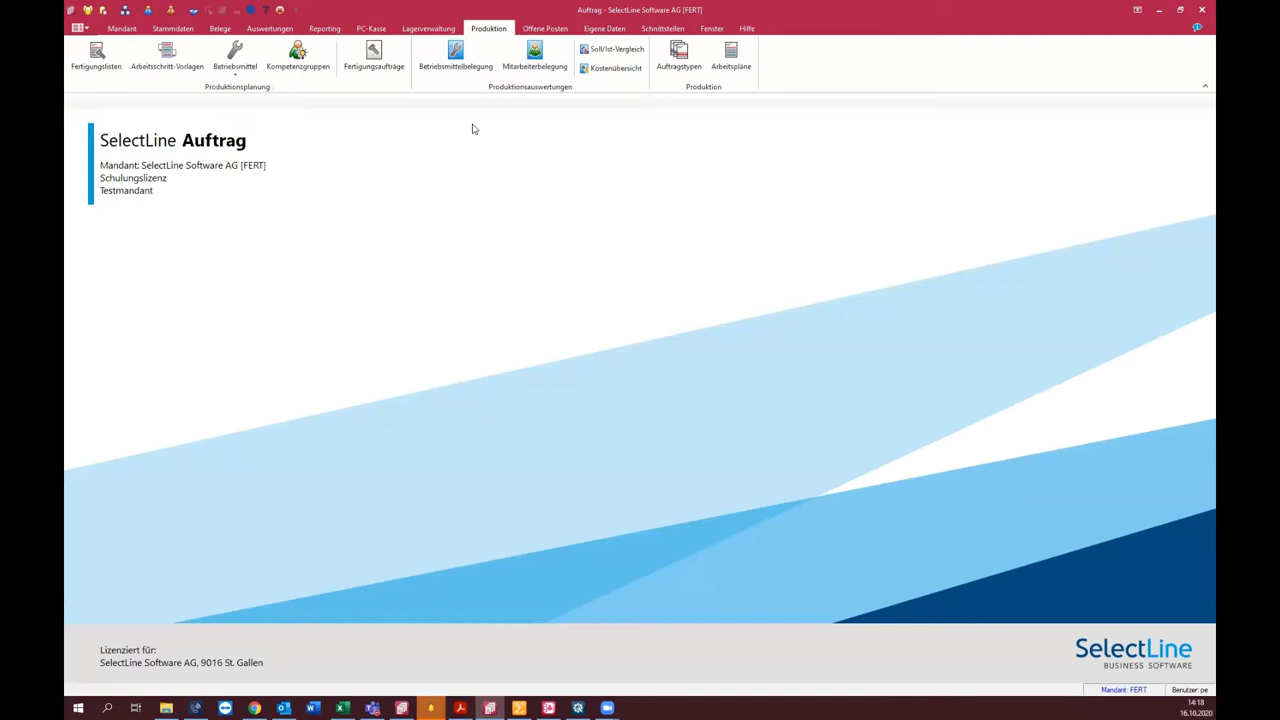 Auftrag - SelectLine Software AG [FERT]
Mandant Stammdaten Belege Auswertungen Reporting PC-Kasse Lagerverwaltung Produktion Offene Posten Eigene Daten Schnittstellen Fenster Hilfe
Fertigungslisten Arbeitsschritt-Vorlagen Betriebsmittel Kompetenzgruppen Fertigungsaufträge Betriebsmittelbelegung Mitarbeiterbelegung Soll/Ist-Vergleich Kostenübersicht Auftragstypen Arbeitspläne
Produktionsplanung Produktionsauswertungen Produktion
SelectLine Auftrag
Mandant: SelectLine Software AG [FERT]
Schulungslizenz
Testmandant
Lizenziert für:
SelectLine Software AG, 9016 St. Gallen
SelectLine
BUSINESS SOFTWARE
Mandant: FERT Benutzer: pe
14:18
16.10.2020